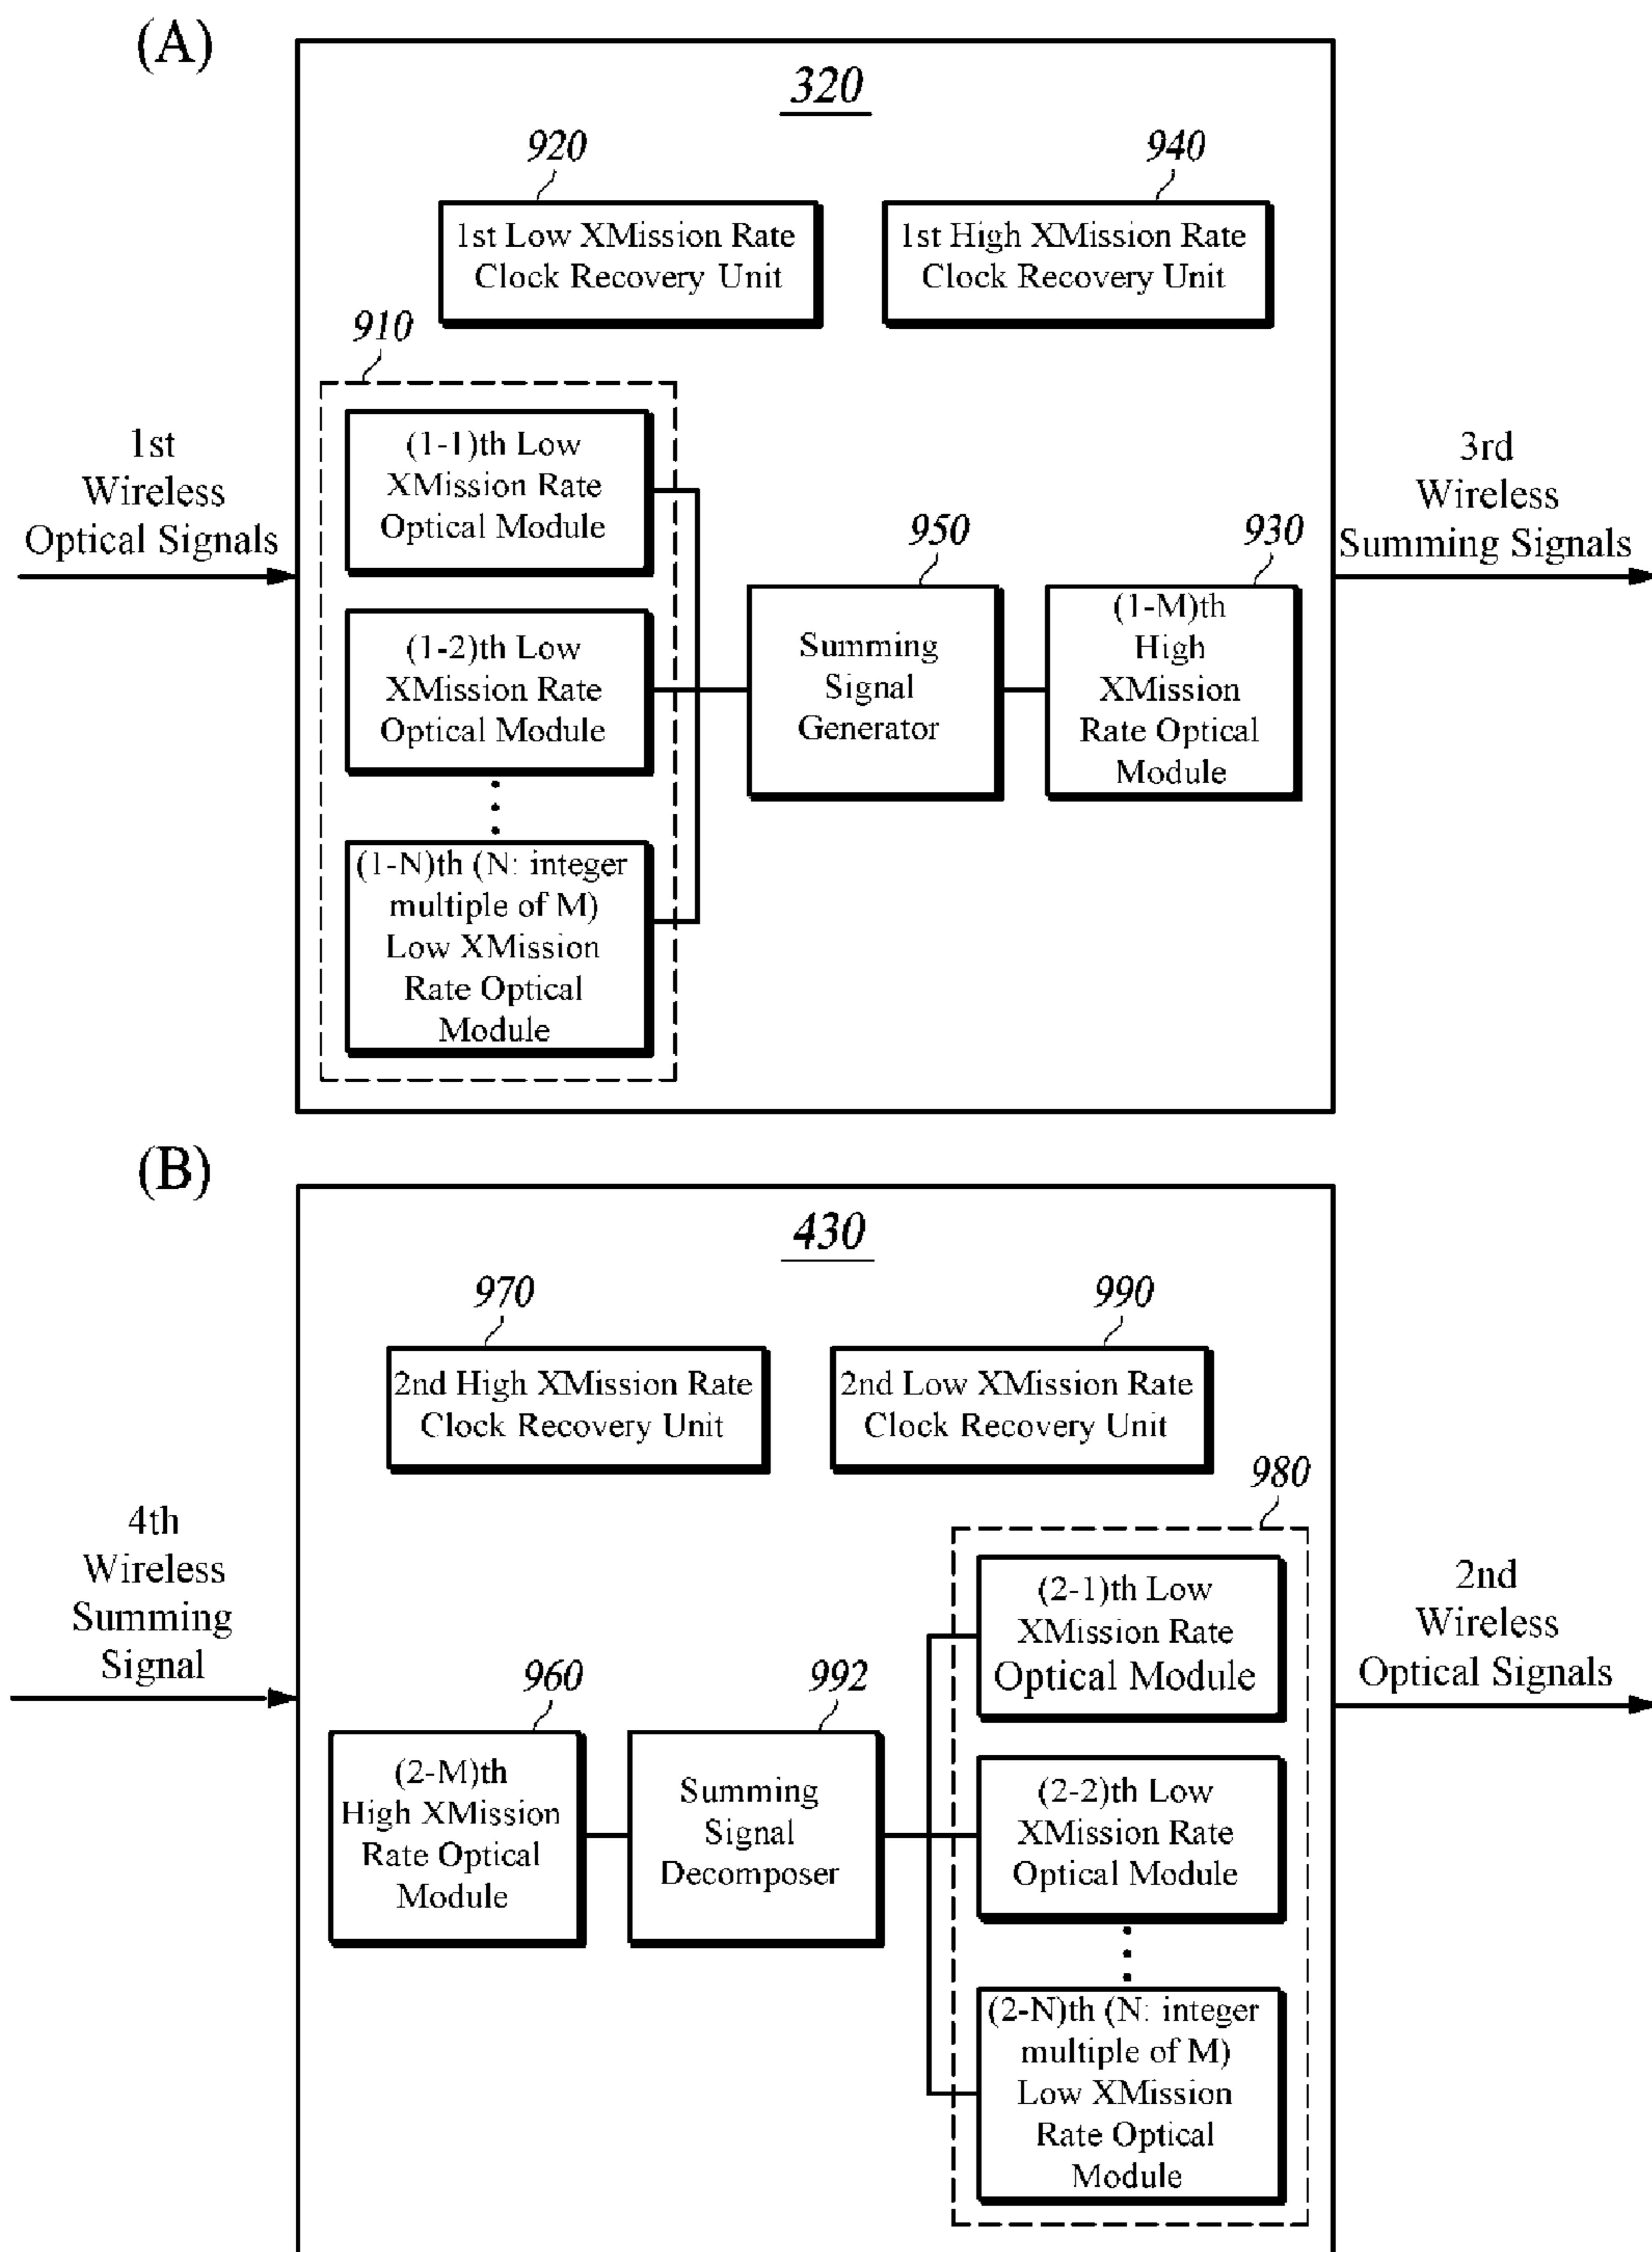 (A)
320
920
940
1st Low XMission Rate
Clock Recovery Unit
1st High XMission Rate
Clock Recovery Unit
910
1st
Wireless
Optical Signals
(1-1)th Low
XMission Rate
Optical Module
(1-2)th Low
XMission Rate
Optical Module
(1-N)th (N: integer
multiple of M)
Low XMission
Rate Optical
Module
950
Summing
Signal
Generator
930
(1-M)th
High
XMission
Rate Optical
Module
3rd
Wireless
Summing Signals
(B)
430
970
990
2nd High XMission Rate
Clock Recovery Unit
2nd Low XMission Rate
Clock Recovery Unit
4th
Wireless
Summing
Signal
960
(2-M)th
High XMission
Rate Optical
Module
992
Summing
Signal
Decomposer
980
(2-1)th Low
XMission Rate
Optical Module
(2-2)th Low
XMission Rate
Optical Module
(2-N)th (N: integer
multiple of M)
Low XMission
Rate Optical
Module
2nd
Wireless
Optical Signals